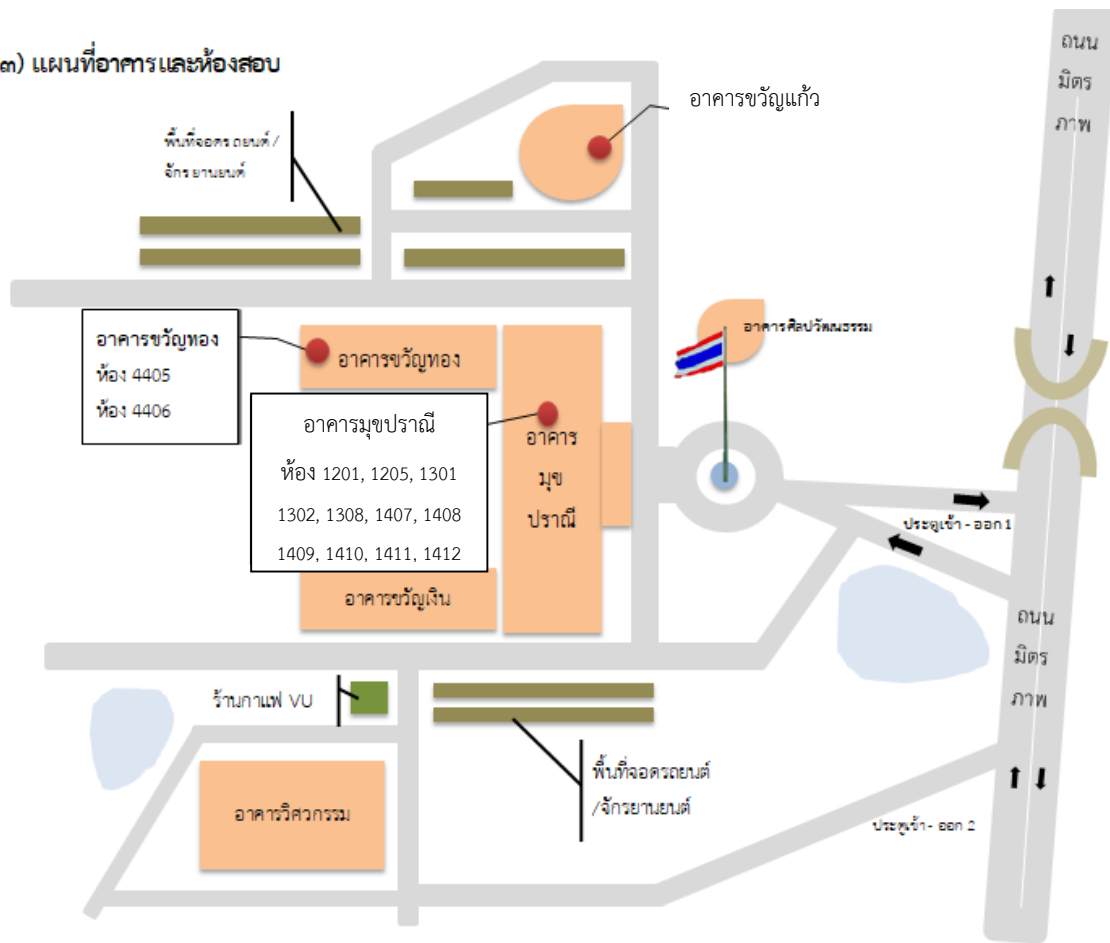 ๓) แผนที่อาคารและห้องสอบ
ถนน
มิตร
ภาพ
อาคารขวัญแก้ว
พื้นที่จอดรถยนต์/
จักรยานยนต์
อาคารขวัญทอง
ห้อง 4405
ห้อง 4406
อาคารขวัญทอง
อาคารศิลปวัฒนธรรม
อาคารมุขปราณี
ห้อง 1201, 1205, 1301
1302, 1308, 1407, 1408
1409, 1410, 1411, 1412
อาคาร
มุข
ปราณี
ประตูเข้า - ออก 1
อาคารขวัญเงิน
ถนน
มิตร
ภาพ
ร้านกาแฟ VU
พื้นที่จอดรถยนต์
/จักรยานยนต์
อาคารวิศวกรรม
ประตูเข้า - ออก 2